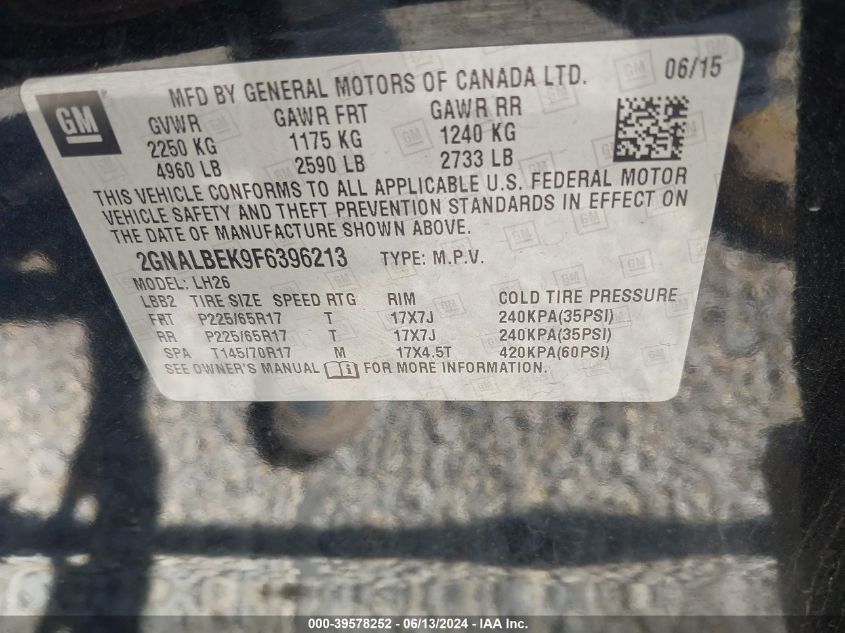 MFD BY GENERAL MOTORS OF CANADA LTD. 06/15
GM
GVWR GAWR FRT GAWR RR
2250 KG 1175 KG 1240 KG
4960 LB 2590 LB 2733 LB
THIS VEHICLE CONFORMS TO ALL APPLICABLE U.S. FEDERAL MOTOR
VEHICLE SAFETY AND THEFT PREVENTION STANDARDS IN EFFECT ON
THE DATE OF MANUFACTURE SHOWN ABOVE.
2GNALBEK9F6396213 TYPE: M.P.V.
MODEL: LH26
LBB2 TIRE SIZE SPEED RTG RIM COLD TIRE PRESSURE
FRT P225/65R17 T 17X7J 240KPA(35PSI)
RR P225/65R17 T 17X7J 240KPA(35PSI)
SPA T145/70R17 M 17X4.5T 420KPA(60PSI)
SEE OWNER'S MANUAL FOR MORE INFORMATION.
000-39578252 - 06/13/2024 - IAA Inc.